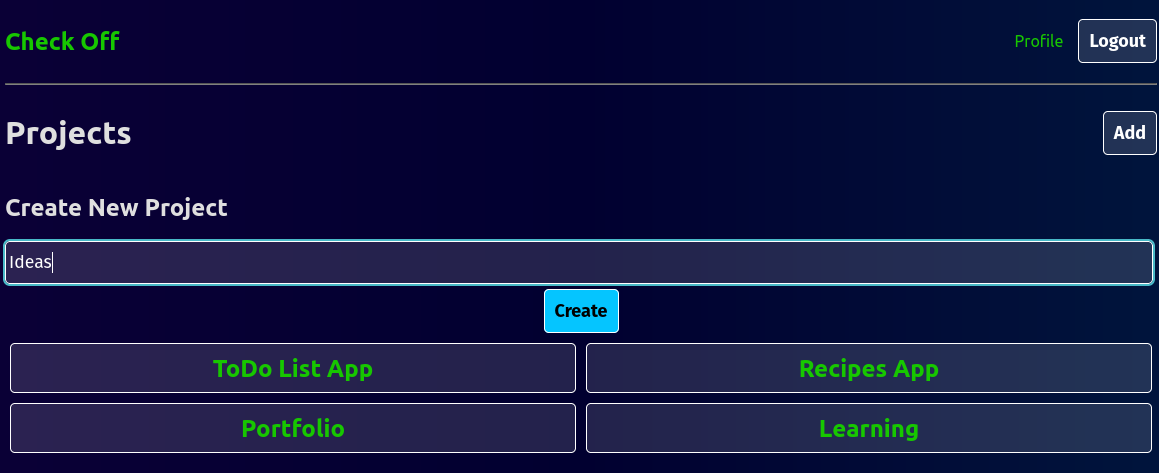 Check Off
Profile Logout
Projects
Add
Create New Project
Ideas
Create
ToDo List App
Recipes App
Portfolio
Learning